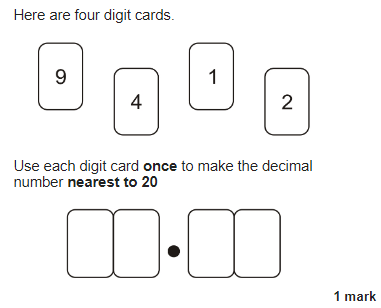 Here are four digit cards.
9
4
1
2
Use each digit card once to make the decimal
number nearest to 20
1 mark